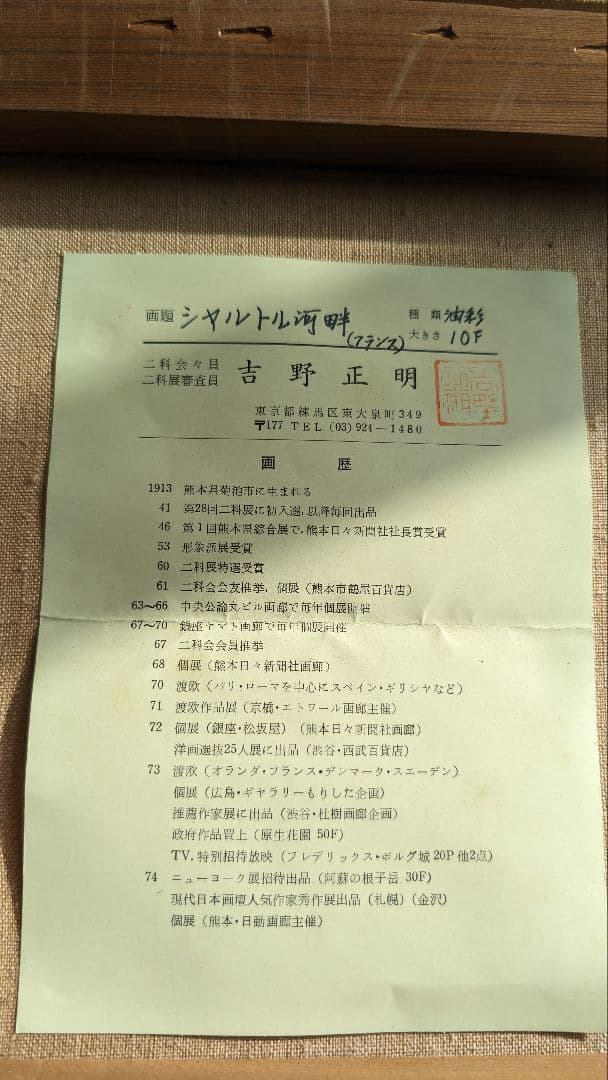 画題 シャルトル河畔 種類 油彩
(フランス) 大きさ 10F
二科会々員
二科展審査員
吉野正明
東京都練馬区東大泉町349
〒177 TEL (03) 924-1480
画歴
1913 熊本県菊池市に生まれる
41 第28回二科展に初入選,以降毎回出品
46 第1回熊本県綜合展で,熊本日々新聞社社長賞受賞
53 形象派展受賞
60 二科展特選受賞
61 二科会会友推挙,個展(熊本市鶴屋百貨店)
63~66 中央公論丸ビル画廊で毎年個展開催
67~70 銀座ヤマト画廊で毎年個展開催
67 二科会会員推挙
68 個展(熊本日々新聞社画廊)
70 渡欧(パリ・ローマを中心にスペイン・ギリシヤなど)
71 渡欧作品展(京橋・エトワール画廊主催)
72 個展(銀座・松坂屋)(熊本日々新聞社画廊)
洋画選抜25人展に出品(渋谷・西武百貨店)
73 渡欧(オランダ・フランス・デンマーク・スエーデン)
個展(広島・ギャラリーもりした企画)
推薦作家展に出品(渋谷・杜樹画廊企画)
政府作品買上(原生花園 50F)
TV.特別招待放映(フレデリックス・ボルグ城 20P 他2点)
74 ニューヨーク展招待出品(阿蘇の根子岳 30F)
現代日本画壇人気作家秀作展出品(札幌)(金沢)
個展(熊本・日動画廊主催)